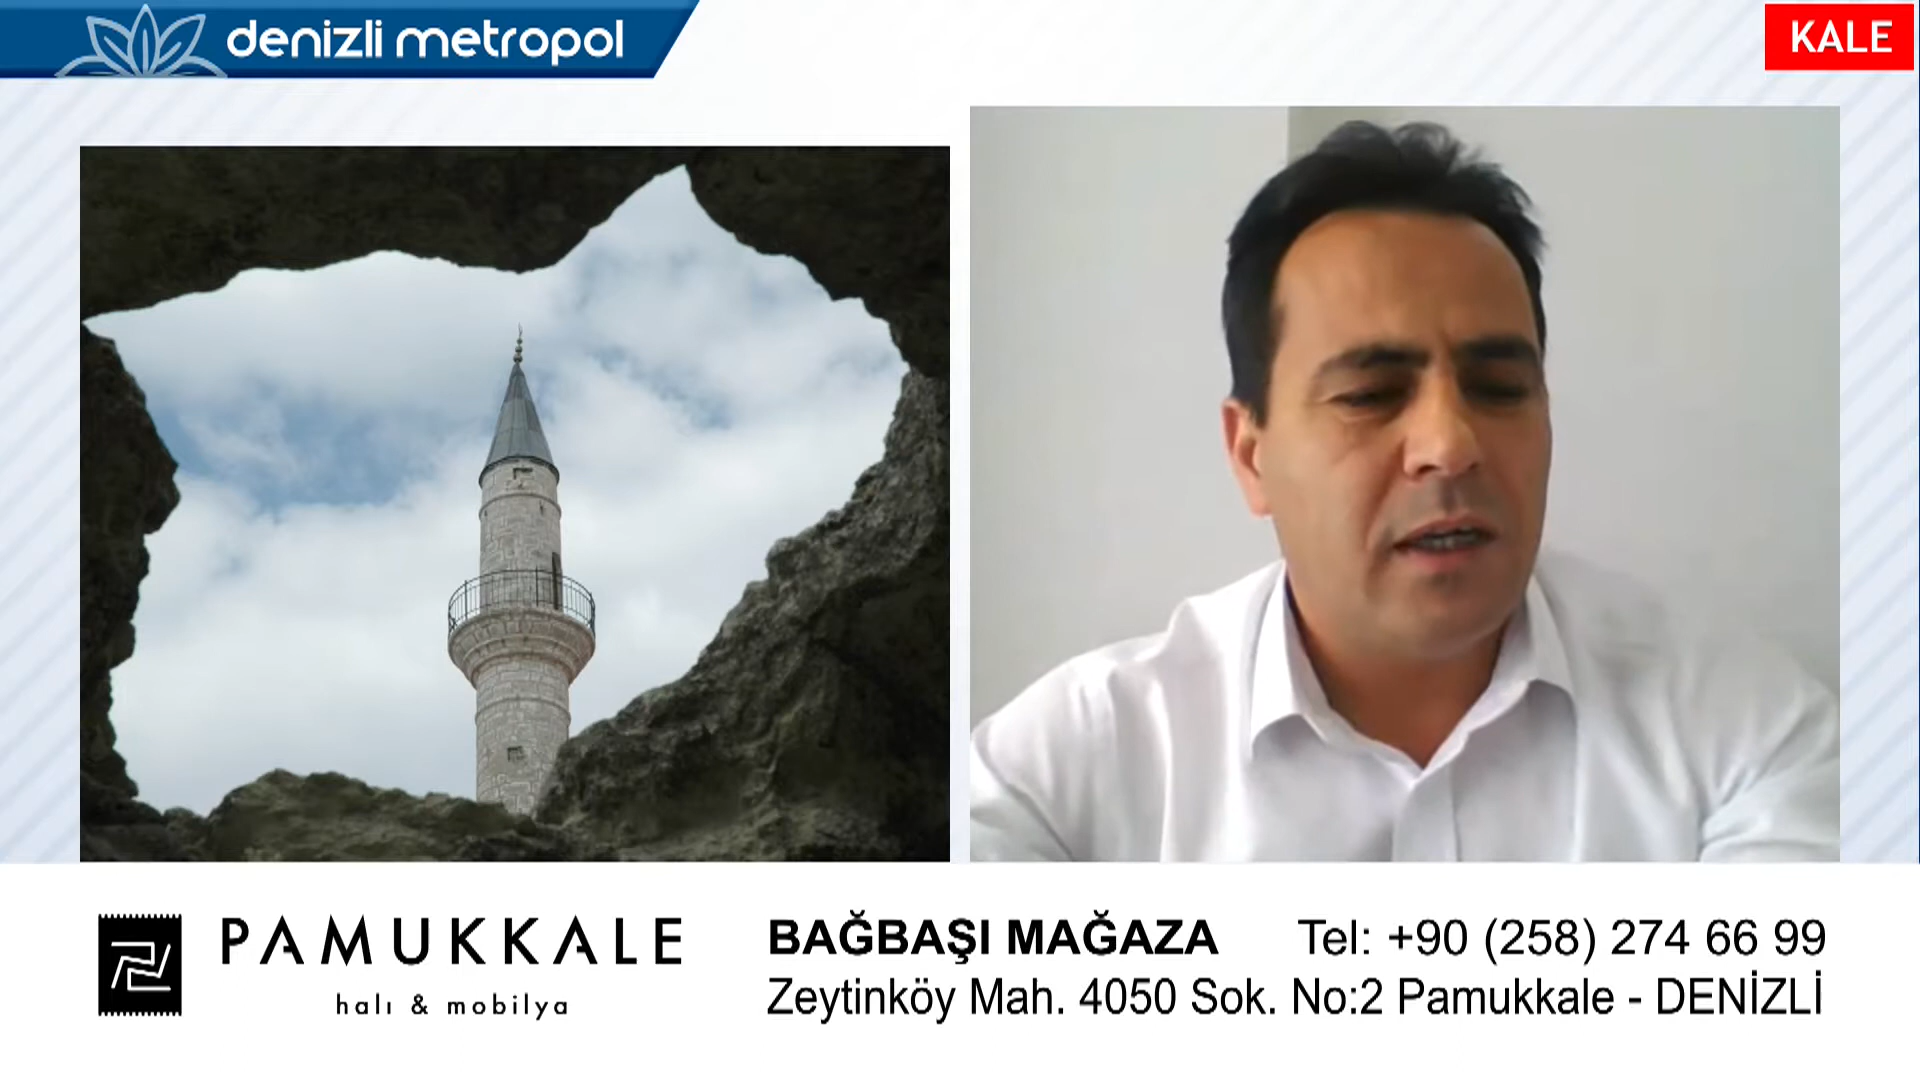 denizli metropol
KALE
PAMUKKALE
halı & mobilya
BAĞBAŞI MAĞAZA Tel: +90 (258) 274 66 99
Zeytinköy Mah. 4050 Sok. No:2 Pamukkale - DENİZLİ